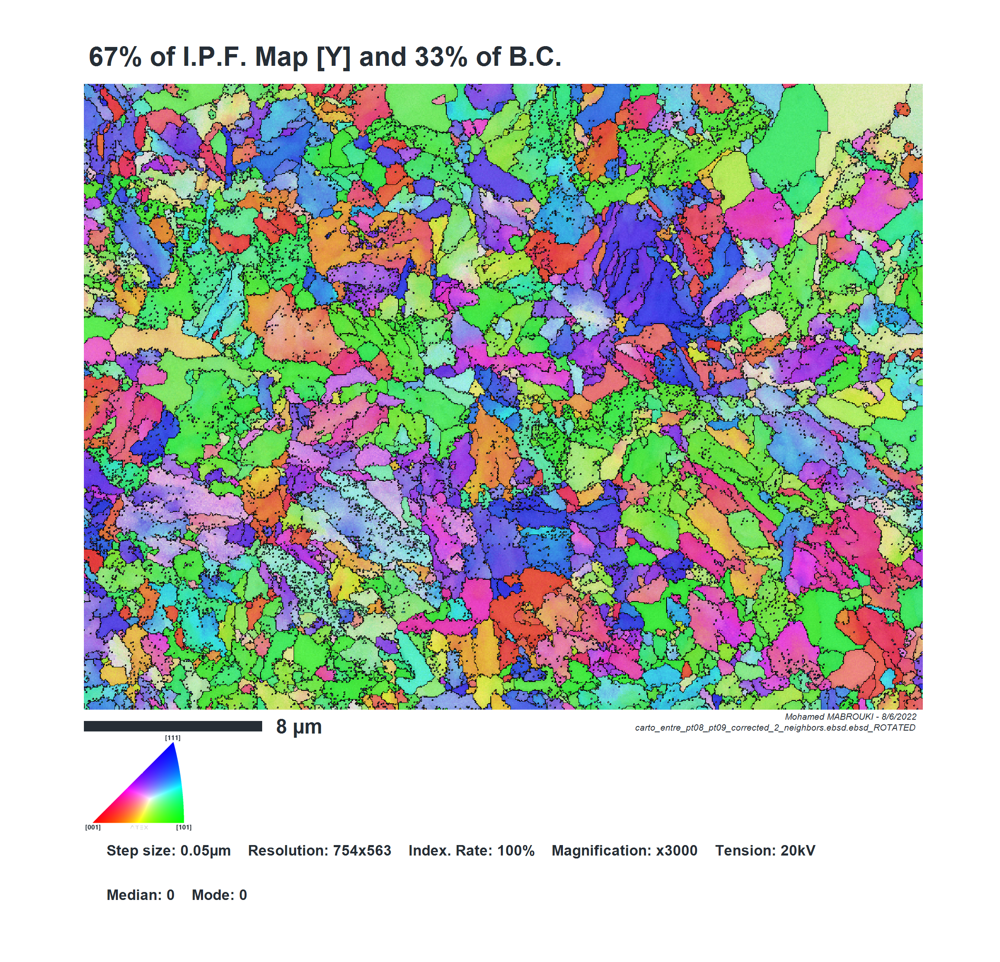 67% of I.P.F. Map [Y] and 33% of B.C.
8 µm
Mohamed MABROUKI - 8/6/2022
carto_entre_pt08_pt09_corrected_2_neighbors.ebsd.ebsd_ROTATED
[111]
[001] ATEX [101]
Step size: 0.05µm Resolution: 754x563 Index. Rate: 100% Magnification: x3000 Tension: 20kV
Median: 0 Mode: 0